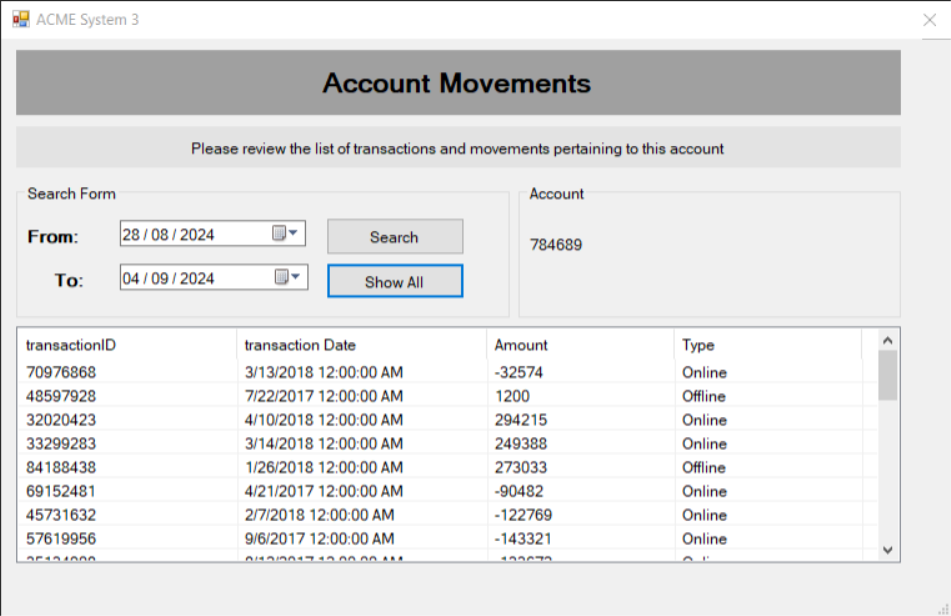 ACME System 3
Account Movements
Please review the list of transactions and movements pertaining to this account
Search Form
From: 28 / 08 / 2024 Search
To: 04 / 09 / 2024 Show All
Account
784689
transactionID transaction Date Amount Type
70976868 3/13/2018 12:00:00 AM -32574 Online
48597928 7/22/2017 12:00:00 AM 1200 Offline
32020423 4/10/2018 12:00:00 AM 294215 Online
33299283 3/14/2018 12:00:00 AM 249388 Online
84188438 1/26/2018 12:00:00 AM 273033 Offline
69152481 4/21/2017 12:00:00 AM -90482 Online
45731632 2/7/2018 12:00:00 AM -122769 Online
57619956 9/6/2017 12:00:00 AM -143321 Online
12:00:00 AM